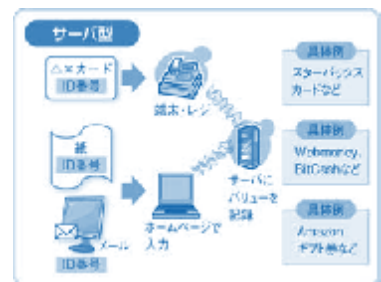 サーバ型
△×カード
ID番号
端末・レジ
紙
ID番号
メール
ID番号
ホームページで
入力
サーバに
バリューを
記録
具体例
スターバックス
カードなど
具体例
Webmoney,
BitCashなど
具体例
Amazon
ギフト券など